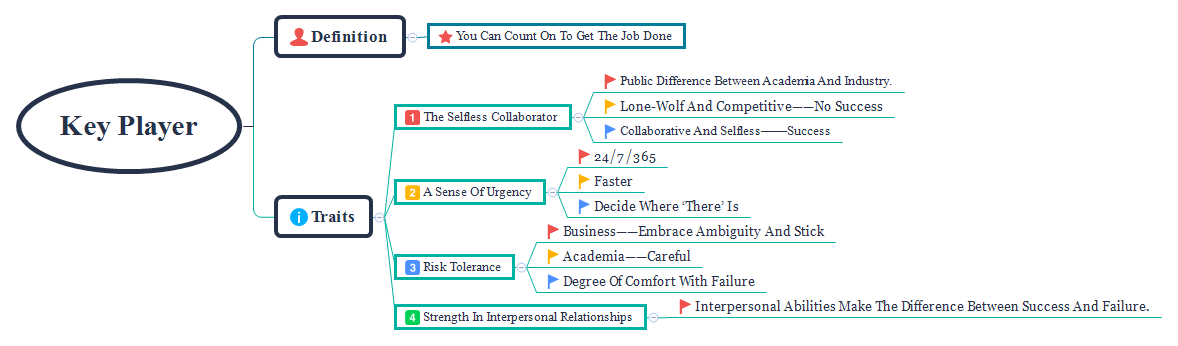 Key Player
Definition
You Can Count On To Get The Job Done
Traits
1 The Selfless Collaborator
Public Difference Between Academia And Industry.
Lone-Wolf And Competitive——No Success
Collaborative And Selfless——Success
2 A Sense Of Urgency
24/7/365
Faster
Decide Where ‘There’ Is
3 Risk Tolerance
Business——Embrace Ambiguity And Stick
Academia——Careful
Degree Of Comfort With Failure
4 Strength In Interpersonal Relationships
Interpersonal Abilities Make The Difference Between Success And Failure.